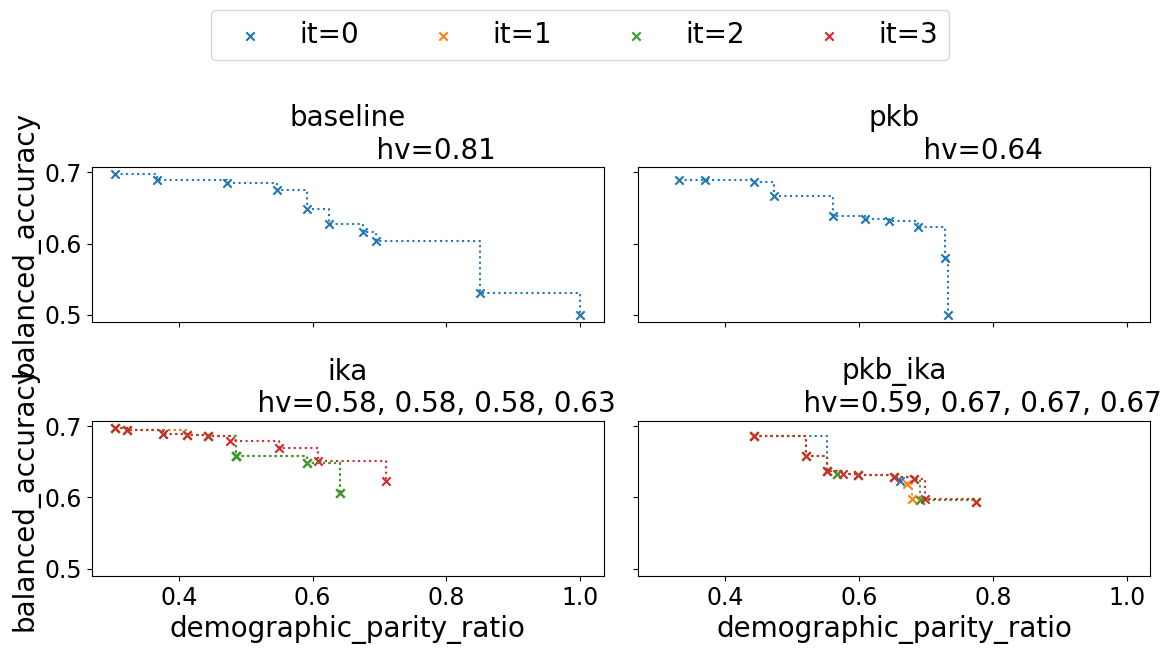 it=0 it=1 it=2 it=3
baseline
hv=0.81
pkb
hv=0.64
balanced_accuracy
0.7
0.6
0.5
ika
hv=0.58, 0.58, 0.58, 0.63
pkb_ika
hv=0.59, 0.67, 0.67, 0.67
balanced_accuracy
0.7
0.6
0.5
0.4 0.6 0.8 1.0
0.4 0.6 0.8 1.0
demographic_parity_ratio
demographic_parity_ratio